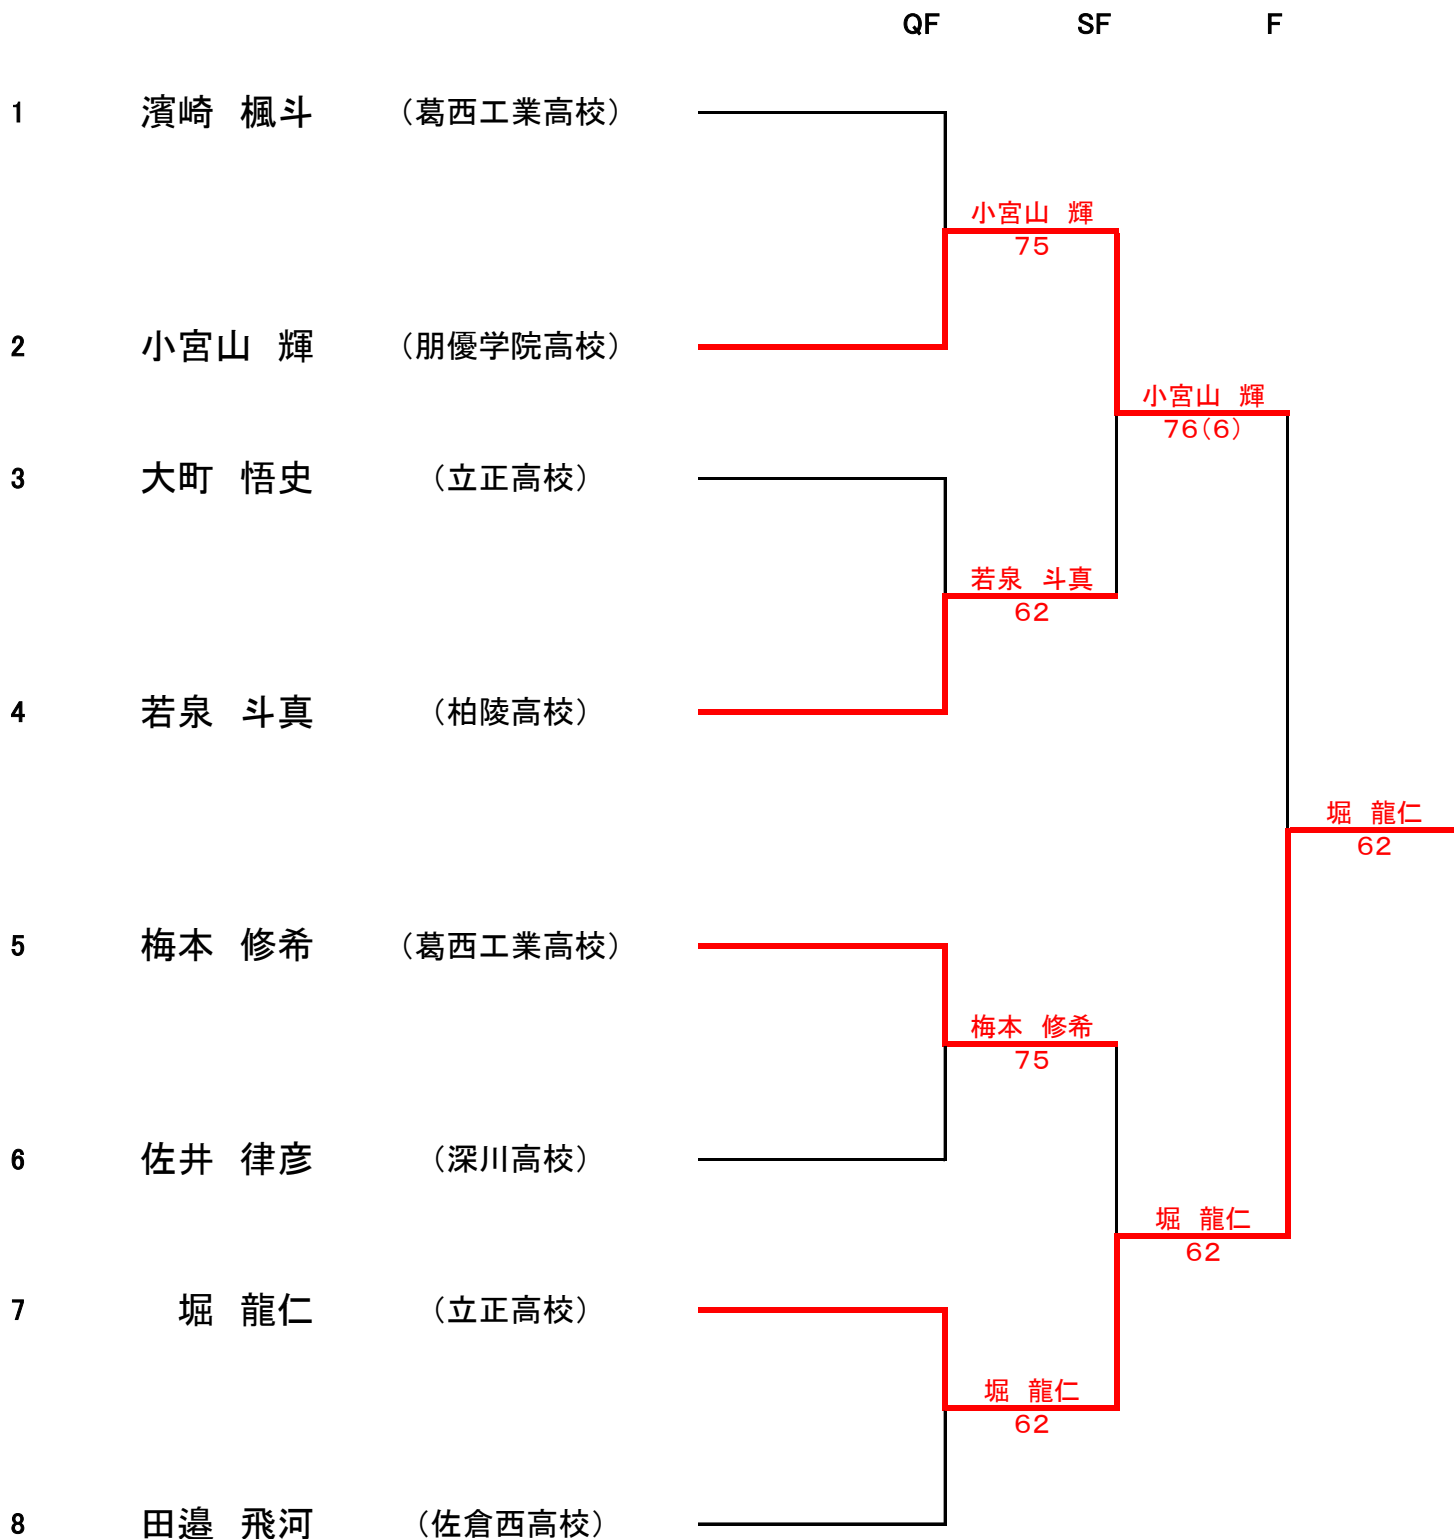 QF SF F
1 濱崎　楓斗 （葛西工業高校）
小宮山　輝
75
2 小宮山　輝 （朋優学院高校）
小宮山　輝
76(6)
3 大町　悟史 （立正高校）
若泉　斗真
62
4 若泉　斗真 （柏陵高校）
堀　龍仁
62
5 梅本　修希 （葛西工業高校）
梅本　修希
75
6 佐井　律彦 （深川高校）
堀　龍仁
62
7 堀　龍仁 （立正高校）
堀　龍仁
62
8 田邉　飛河 （佐倉西高校）